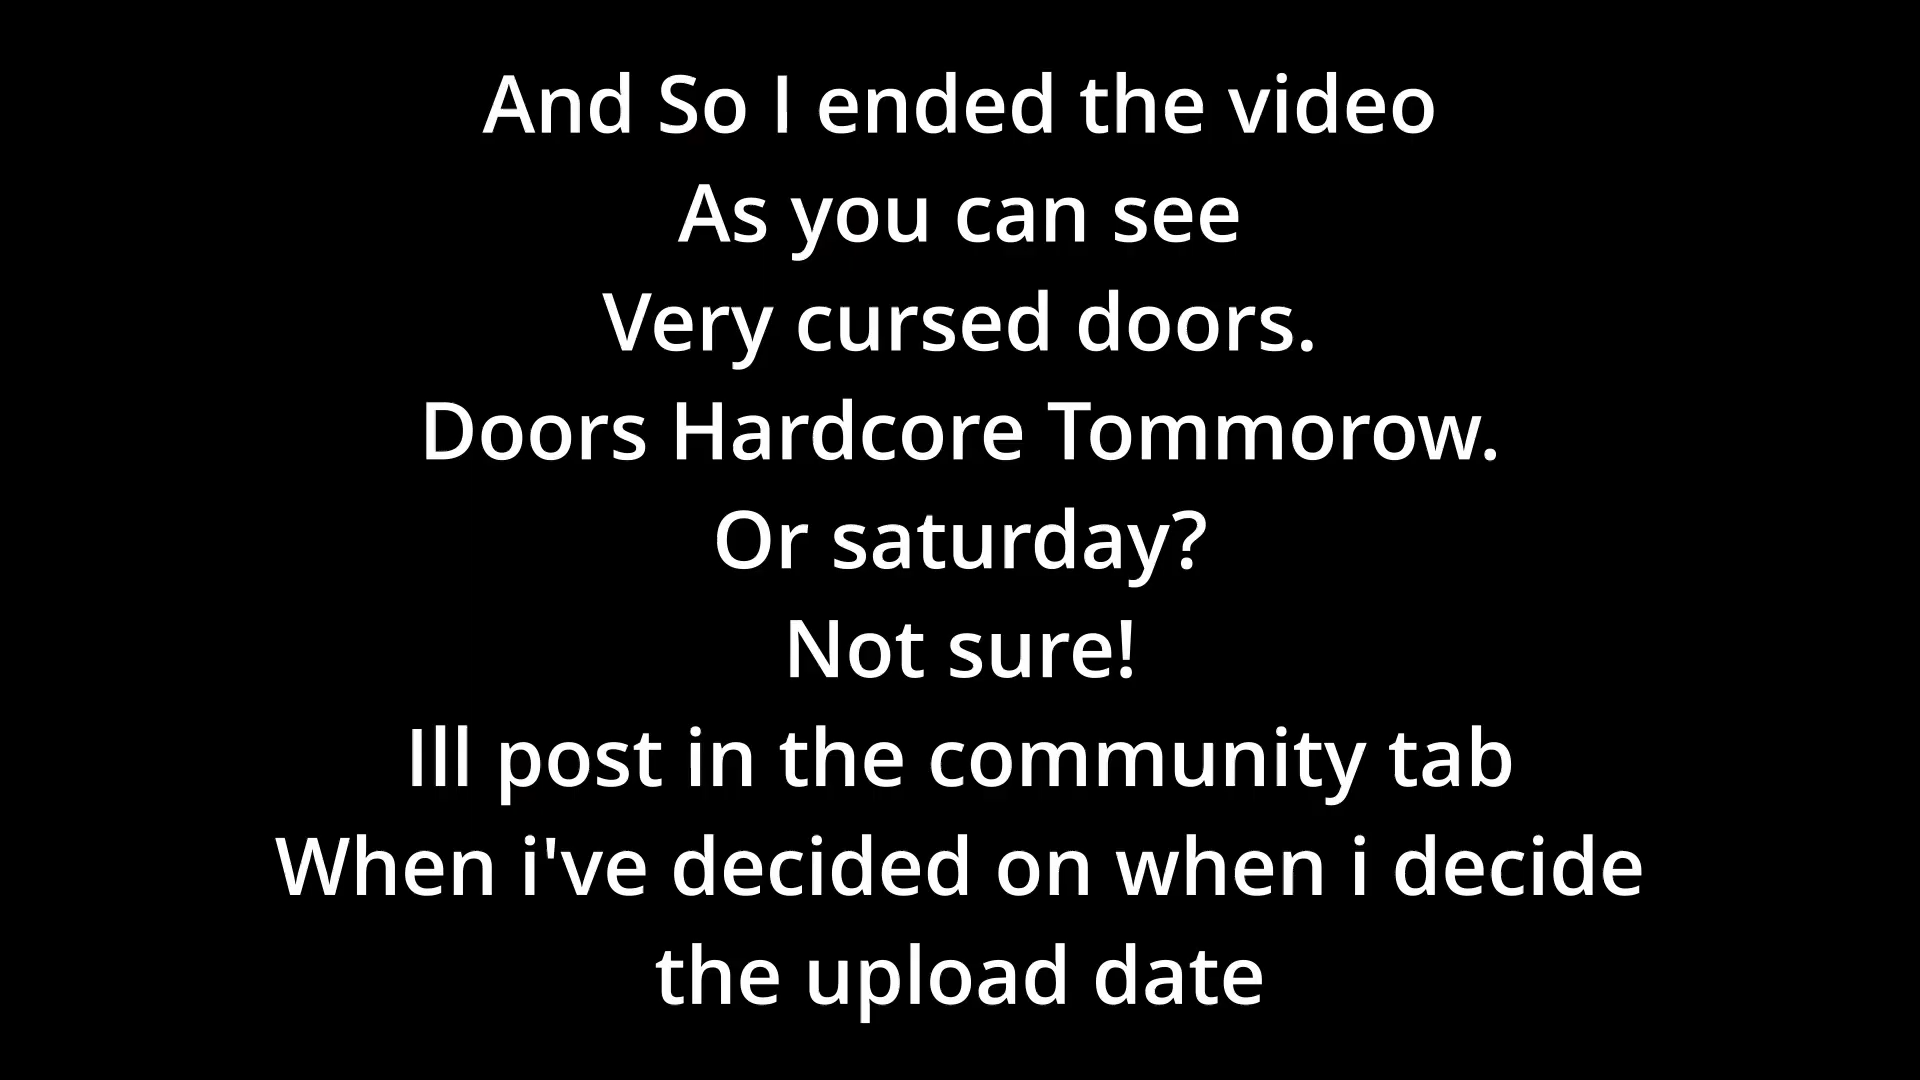 And So I ended the video
As you can see
Very cursed doors.
Doors Hardcore Tommorow.
Or saturday?
Not sure!
Ill post in the community tab
When i've decided on when i decide
the upload date